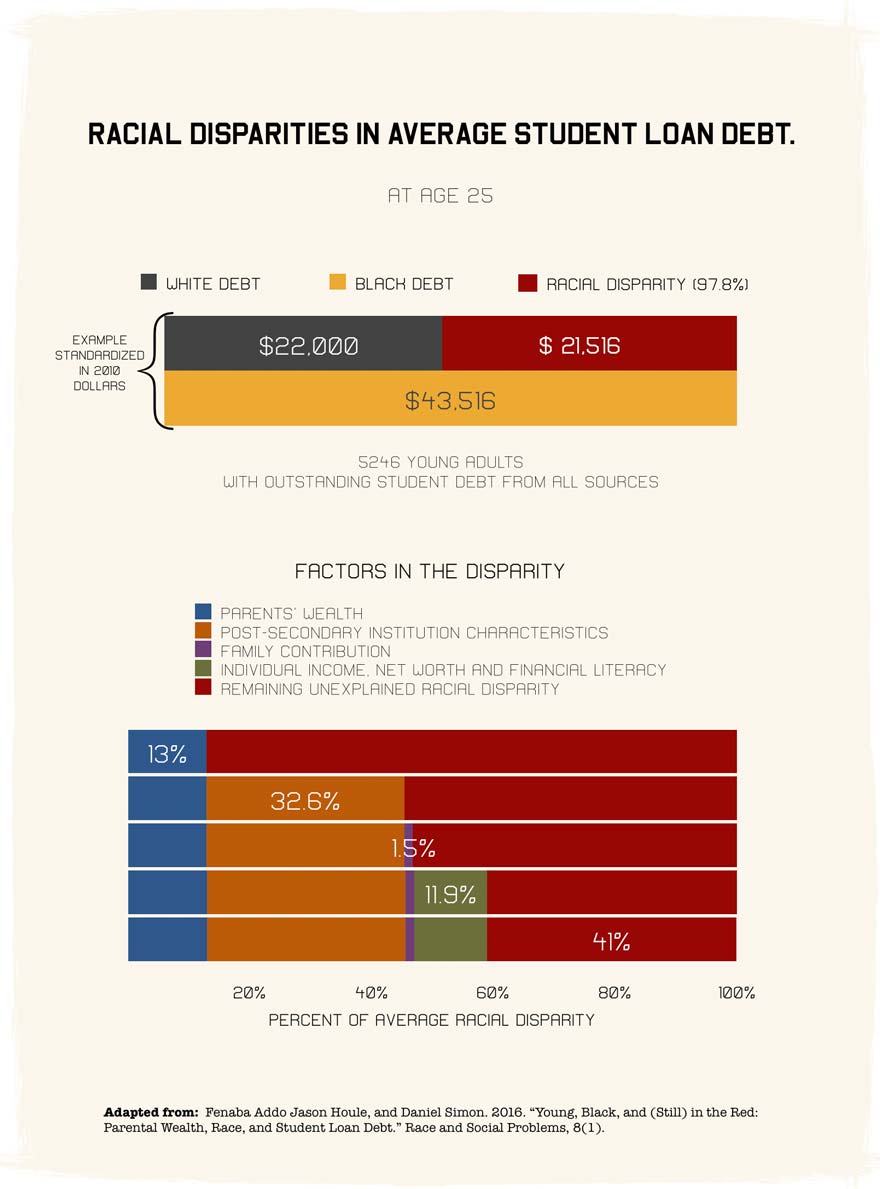 RACIAL DISPARITIES IN AVERAGE STUDENT LOAN DEBT.
AT AGE 25
WHITE DEBT BLACK DEBT RACIAL DISPARITY (97.8%)
EXAMPLE
STANDARDIZED
IN 2010
DOLLARS
$22,000 $ 21,516
$43,516
5246 YOUNG ADULTS
WITH OUTSTANDING STUDENT DEBT FROM ALL SOURCES
FACTORS IN THE DISPARITY
PARENTS' WEALTH
POST-SECONDARY INSTITUTION CHARACTERISTICS
FAMILY CONTRIBUTION
INDIVIDUAL INCOME, NET WORTH AND FINANCIAL LITERACY
REMAINING UNEXPLAINED RACIAL DISPARITY
13%
32.6%
1.5%
11.9%
41%
20% 40% 60% 80% 100%
PERCENT OF AVERAGE RACIAL DISPARITY
Adapted from: Fenaba Addo Jason Houle, and Daniel Simon. 2016. “Young, Black, and (Still) in the Red:
Parental Wealth, Race, and Student Loan Debt.” Race and Social Problems, 8(1).